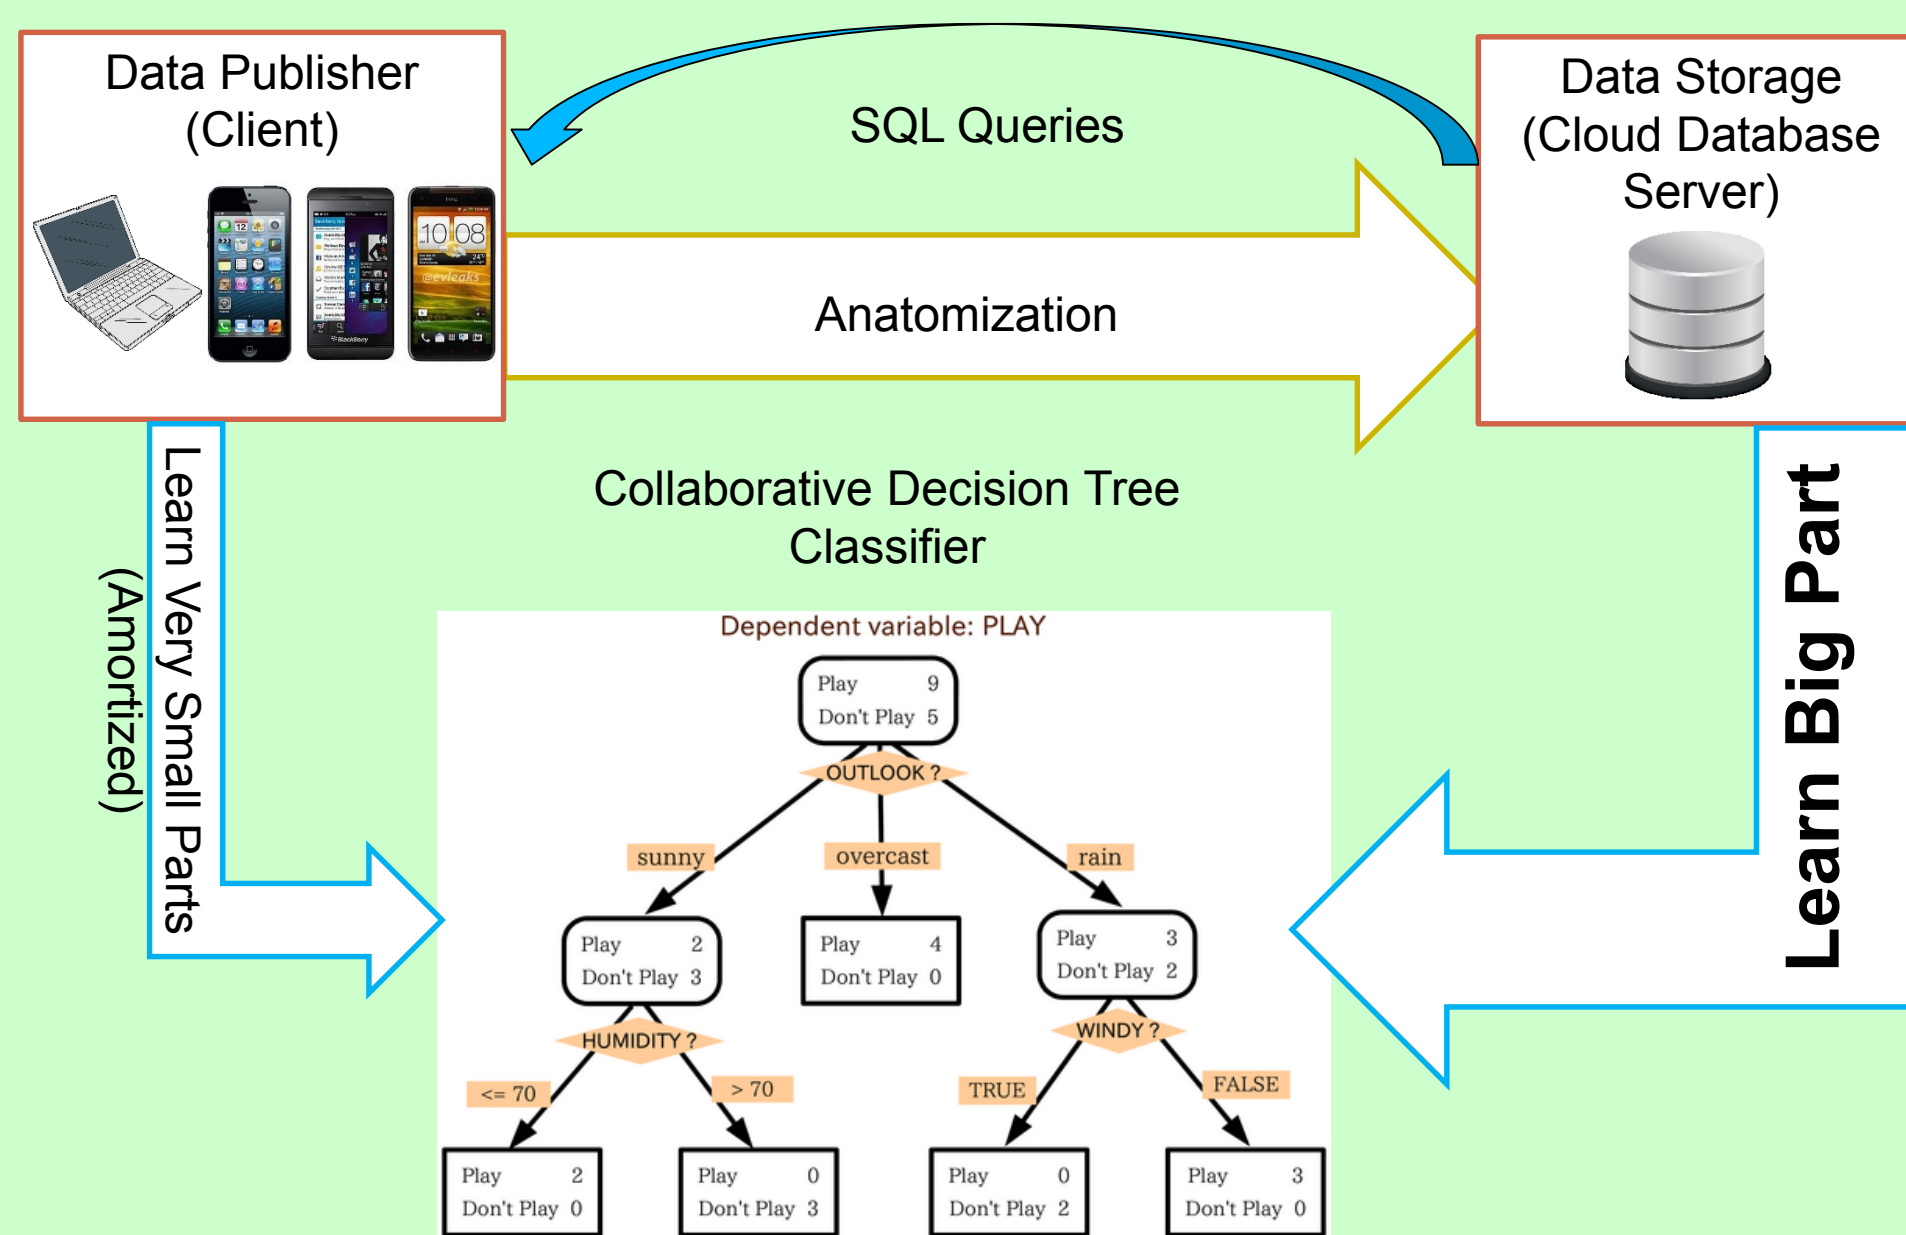 Data Publisher
(Client)
SQL Queries
Data Storage
(Cloud Database
Server)
10 08
@evleaks
BlackBerry
Anatomization
Learn Very Small Parts
(Amortized)
Collaborative Decision Tree
Classifier
Learn Big Part
Dependent variable: PLAY
Play 9
Don't Play 5
OUTLOOK ?
sunny
overcast
rain
Play 2
Don't Play 3
Play 4
Don't Play 0
Play 3
Don't Play 2
HUMIDITY ?
WINDY ?
<= 70
> 70
TRUE
FALSE
Play 2
Don't Play 0
Play 0
Don't Play 3
Play 0
Don't Play 2
Play 3
Don't Play 0